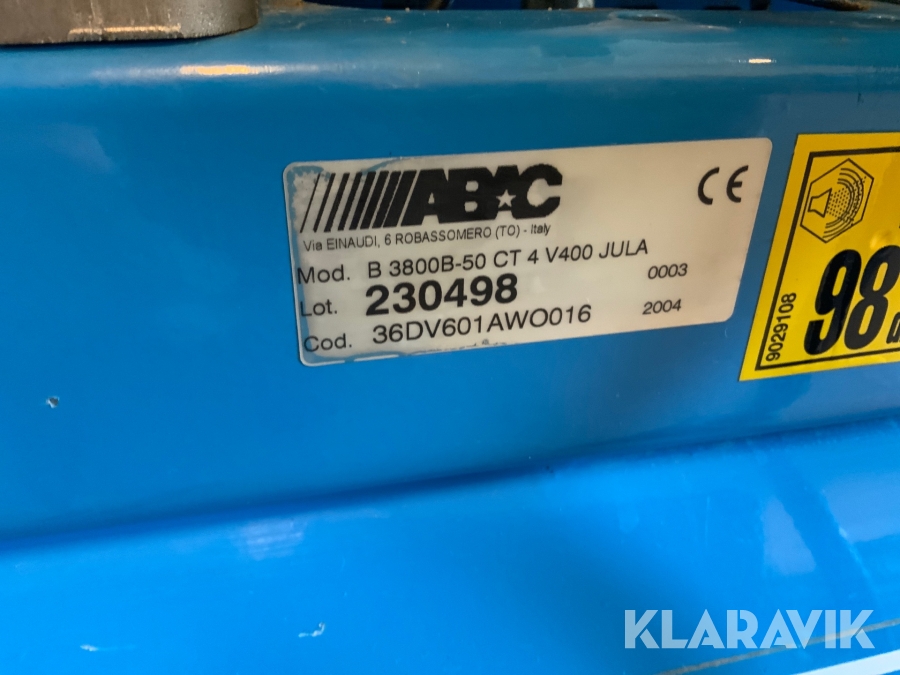 ABAC
CE
Via EINAUDI, 6 ROBASSOMERO (TO) - Italy
Mod. B 3800B-50 CT 4 V400 JULA
Lot. 230498 0003
Cod. 36DV601AWO016 2004
9029108
98
KLARAVIK